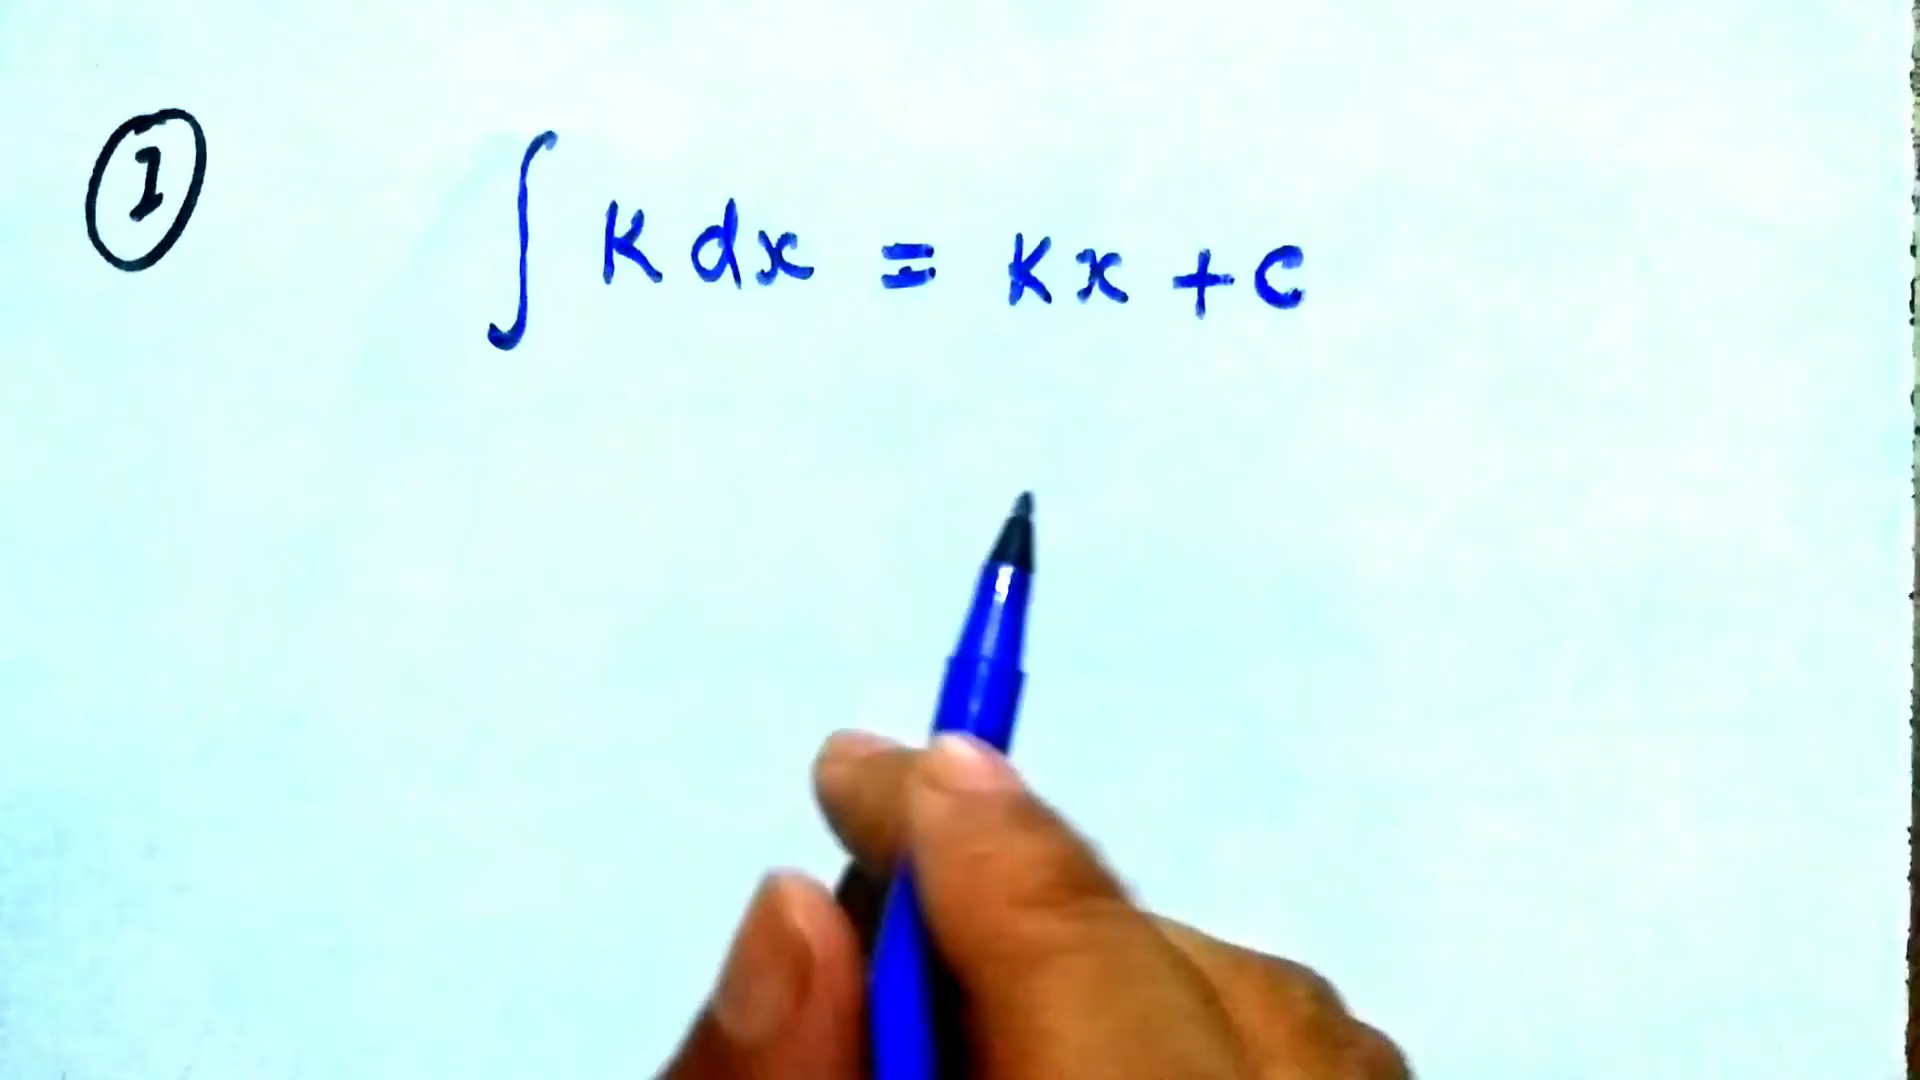 ① ∫ K dx = Kx + C